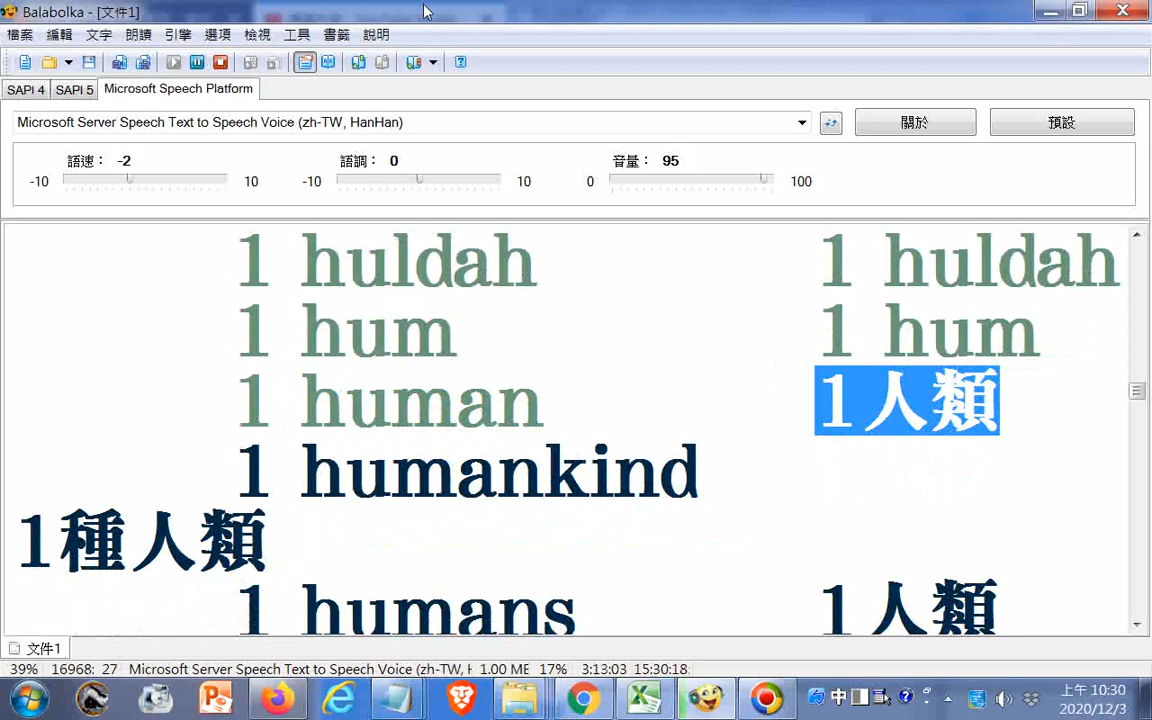 Balabolka - [文件1]
檔案 編輯 文字 朗讀 引擎 選項 檢視 工具 書籤 說明
SAPI 4 SAPI 5 Microsoft Speech Platform
Microsoft Server Speech Text to Speech Voice (zh-TW, HanHan) 關於 預設
語速： -2 語調： 0 音量： 95
-10 10 -10 10 0 100
1 huldah 1 huldah
1 hum 1 hum
1 human 1人類
1 humankind
1種人類
1 humans 1人類
文件1
39% 16968: 27 Microsoft Server Speech Text to Speech Voice (zh-TW, 1.00 ME 17% 3:13:03 15:30:18
中 上午 10:30
2020/12/3